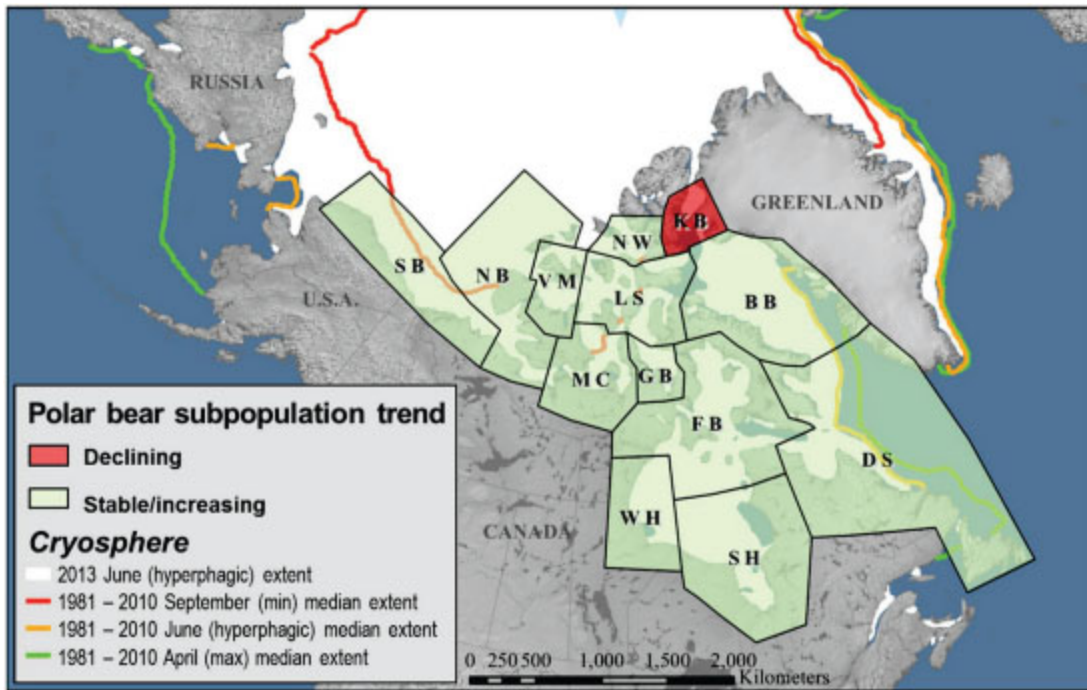 RUSSIA
GREENLAND
K B
N W
S B
N B
V M
L S
B B
U.S.A.
M C
G B
F B
D S
W H
S H
CANADA
Polar bear subpopulation trend
Declining
Stable/increasing
Cryosphere
2013 June (hyperphagic) extent
1981 – 2010 September (min) median extent
1981 – 2010 June (hyperphagic) median extent
1981 – 2010 April (max) median extent
0 250 500 1,000 1,500 2,000
Kilometers